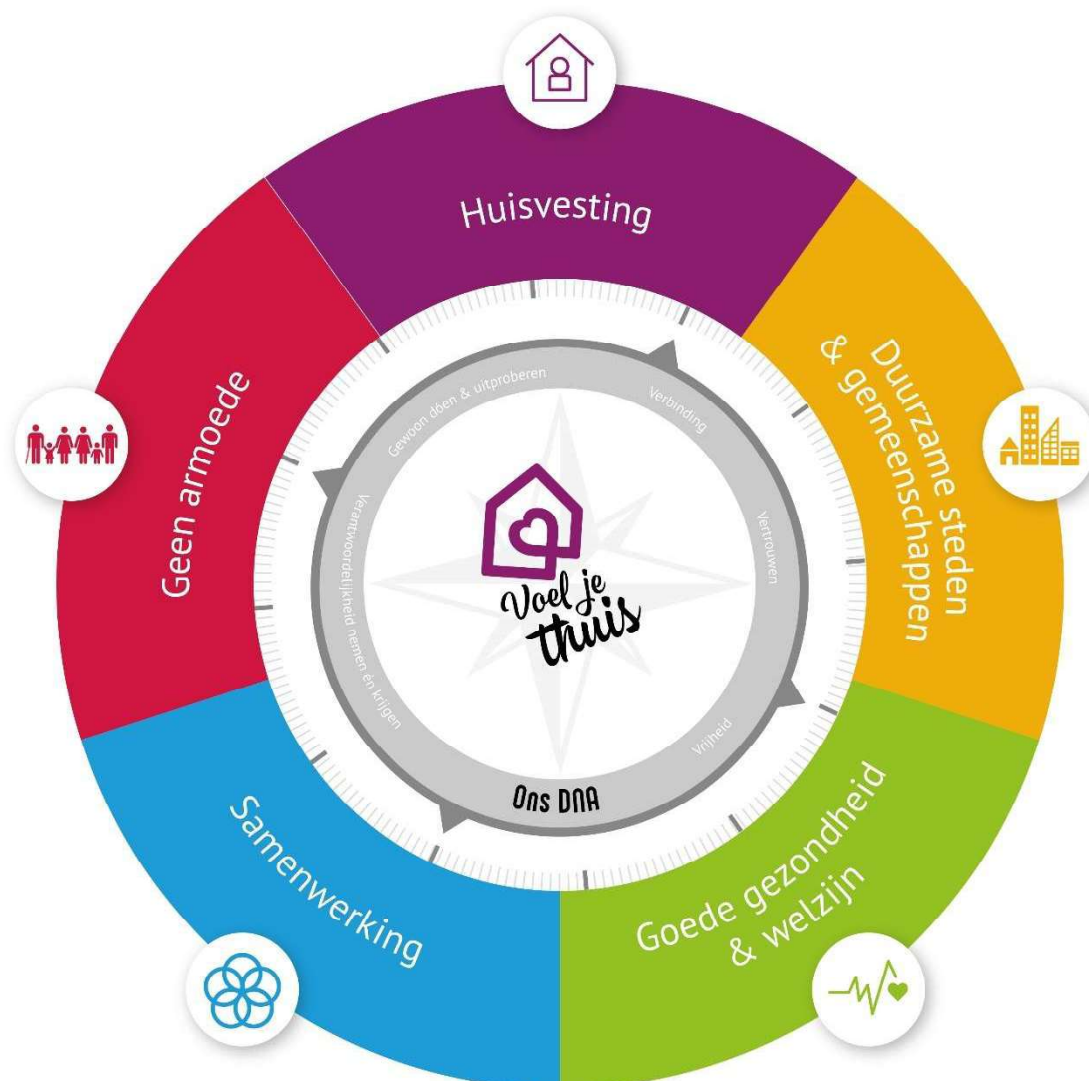 Huisvesting
Duurzame steden
& gemeenschappen
Goede gezondheid
& welzijn
Samenwerking
Geen armoede
Gewoon dóen & uitproberen
Verbinding
Vertrouwen
Vrijheid
Ons DNA
Verantwoordelijkheid nemen én krijgen
Voel je
thuis